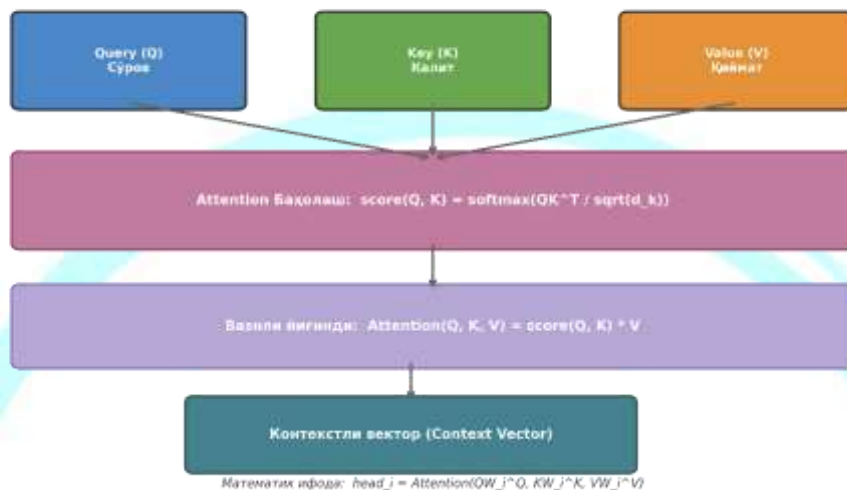 Query (Q)
Сўров
Key (K)
Калит
Value (V)
Қиймат
Attention Баҳолаш: score(Q, K) = softmax(QK^T / sqrt(d_k))
Вазнли йиғинди: Attention(Q, K, V) = score(Q, K) * V
Контекстли вектор (Context Vector)
Математик ифода: head_i = Attention(QW_i^Q, KW_i^K, VW_i^V)